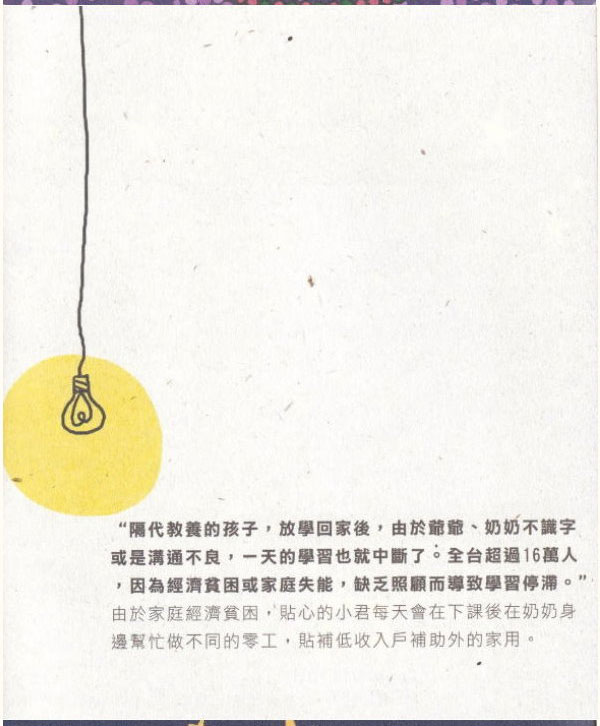 “隔代教養的孩子，放學回家後，由於爺爺、奶奶不識字
或是溝通不良，一天的學習也就中斷了。全台超過16萬人
，因為經濟貧困或家庭失能，缺乏照顧而導致學習停滯。”
由於家庭經濟貧困，貼心的小君每天會在下課後在奶奶身
邊幫忙做不同的零工，貼補低收入戶補助外的家用。